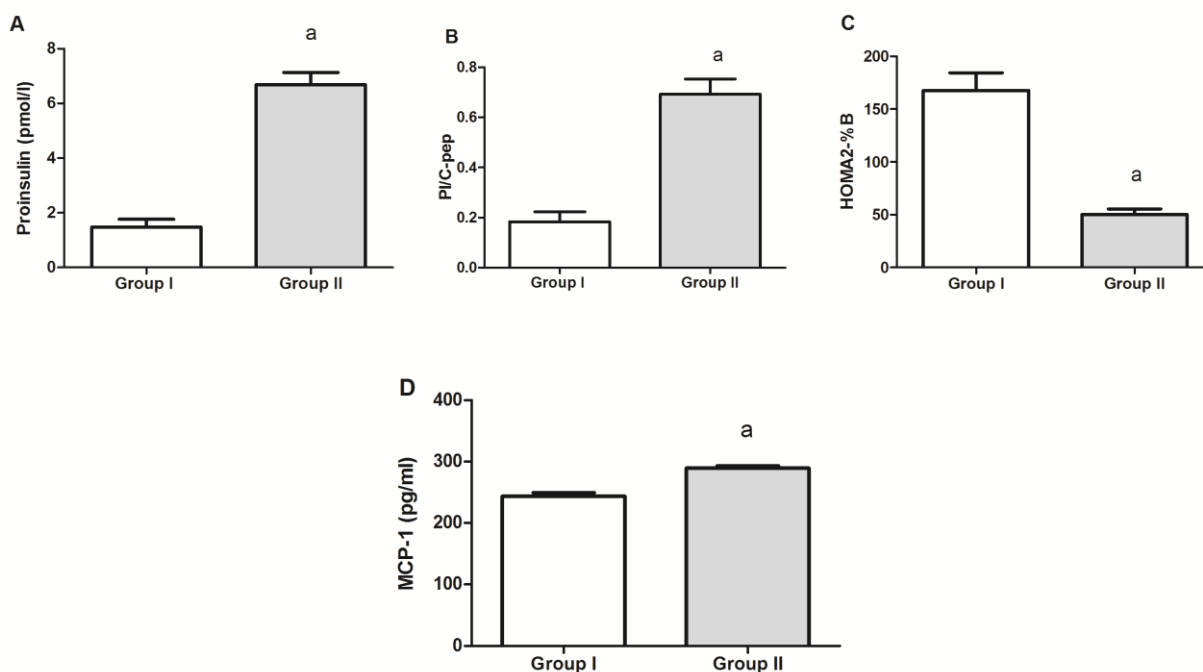 A
Proinsulin (pmol/l)
8
6
4
2
0
a
Group I
Group II
B
PI/C-pep
0.8
0.6
0.4
0.2
0.0
a
Group I
Group II
C
HOMA2-%B
200
150
100
50
0
a
Group I
Group II
D
MCP-1 (pg/ml)
400
300
200
100
0
a
Group I
Group II